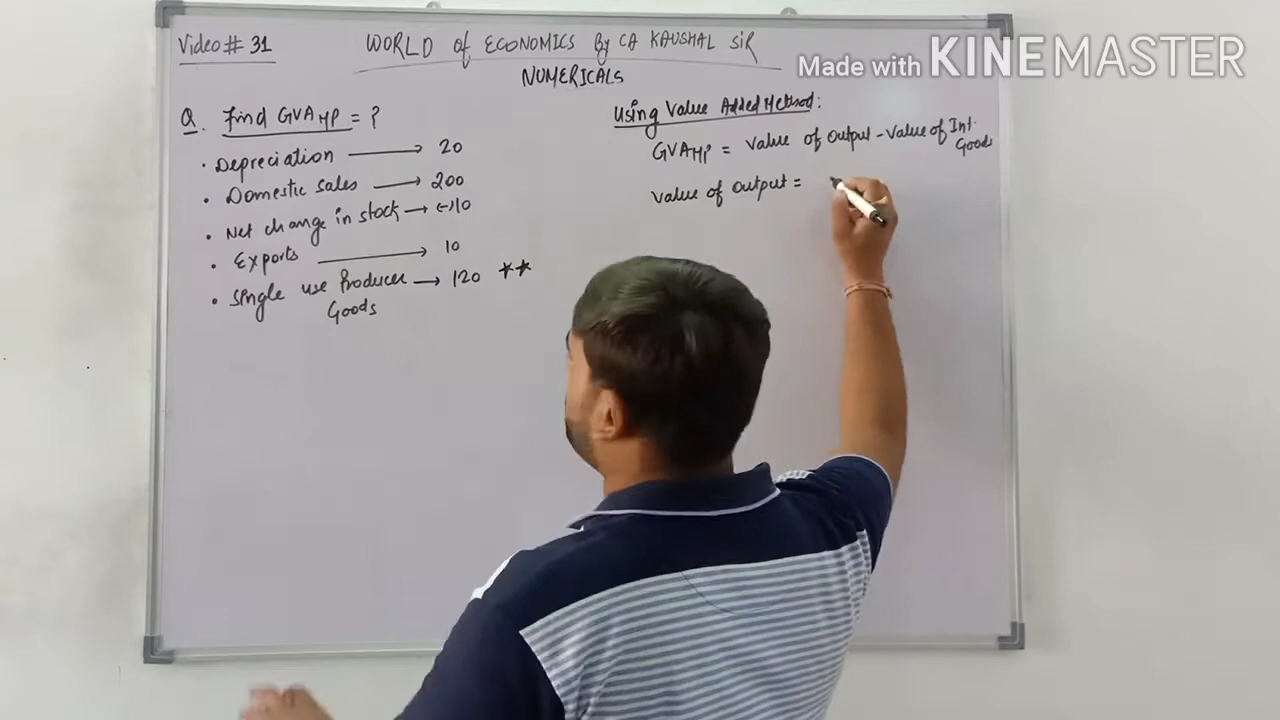 Video# 31
WORLD of ECONOMICS By CA KAUSHAL SIR
NUMERICALS
Made with KINEMASTER
Q. Find GVAMP = ?
• Depreciation → 20
• Domestic sales → 200
• Net change in stock → (-)10
• Exports → 10
• Single use Producer → 120 **
Goods
Using Value Added Method:
GVAMP = Value of Output - Value of Int.
Goods
Value of Output =